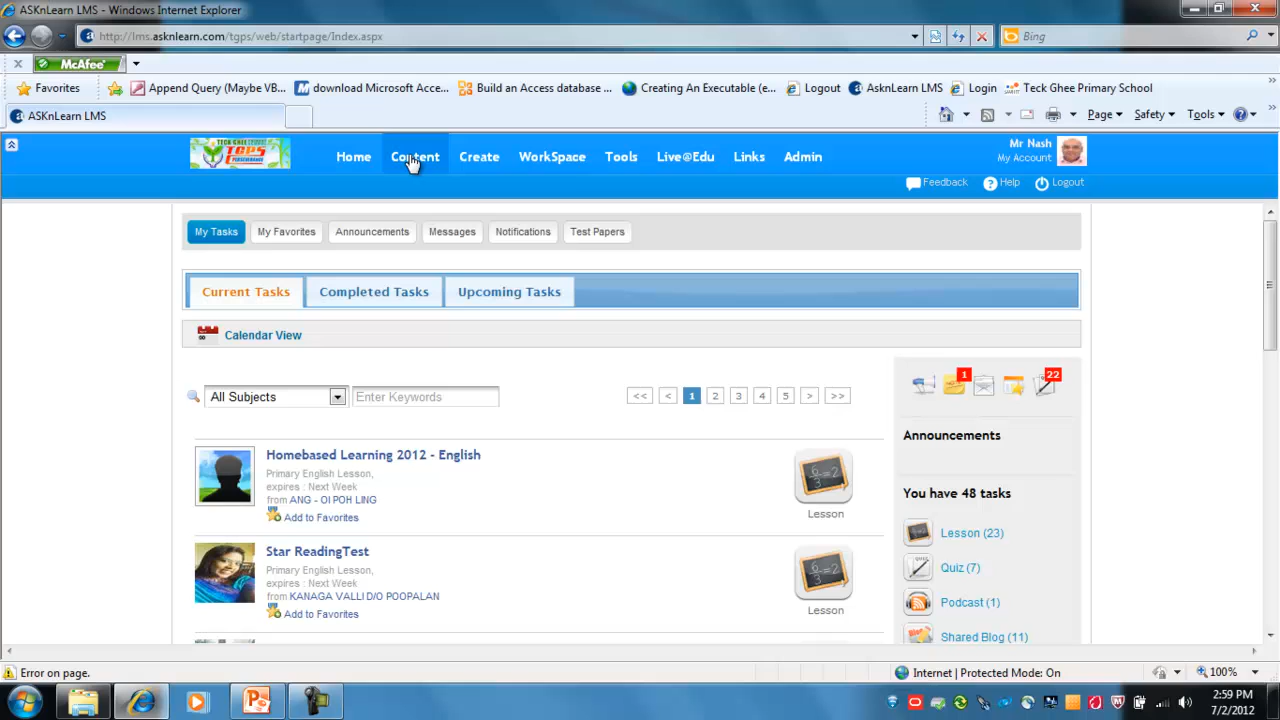 ASKnLearn LMS - Windows Internet Explorer
http://lms.asknlearn.com/tgps/web/startpage/Index.aspx
Bing
McAfee
Favorites
Append Query (Maybe VB...
download Microsoft Acce...
Build an Access database ...
Creating An Executable (e...
Logout
AsknLearn LMS
Login
Teck Ghee Primary School
ASKnLearn LMS
Page
Safety
Tools
TGPS
Home
Content
Create
WorkSpace
Tools
Live@Edu
Links
Admin
Mr Nash
My Account
Feedback
Help
Logout
My Tasks
My Favorites
Announcements
Messages
Notifications
Test Papers
Current Tasks
Completed Tasks
Upcoming Tasks
Calendar View
All Subjects
Enter Keywords
<< < 1 2 3 4 5 > >>
1
22
Homebased Learning 2012 - English
Primary English Lesson,
expires : Next Week
from ANG - OI POH LING
Add to Favorites
Lesson
Star ReadingTest
Primary English Lesson,
expires : Next Week
from KANAGA VALLI D/O POOPALAN
Add to Favorites
Lesson
Announcements
You have 48 tasks
Lesson (23)
Quiz (7)
Podcast (1)
Shared Blog (11)
Error on page.
Internet | Protected Mode: On
100%
2:59 PM
7/2/2012